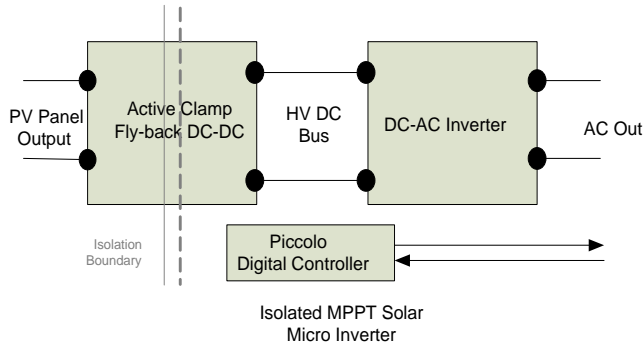 PV Panel
Output
Active Clamp
Fly-back DC-DC
HV DC
Bus
DC-AC Inverter
AC Out
Isolation
Boundary
Piccolo
Digital Controller
Isolated MPPT Solar
Micro Inverter